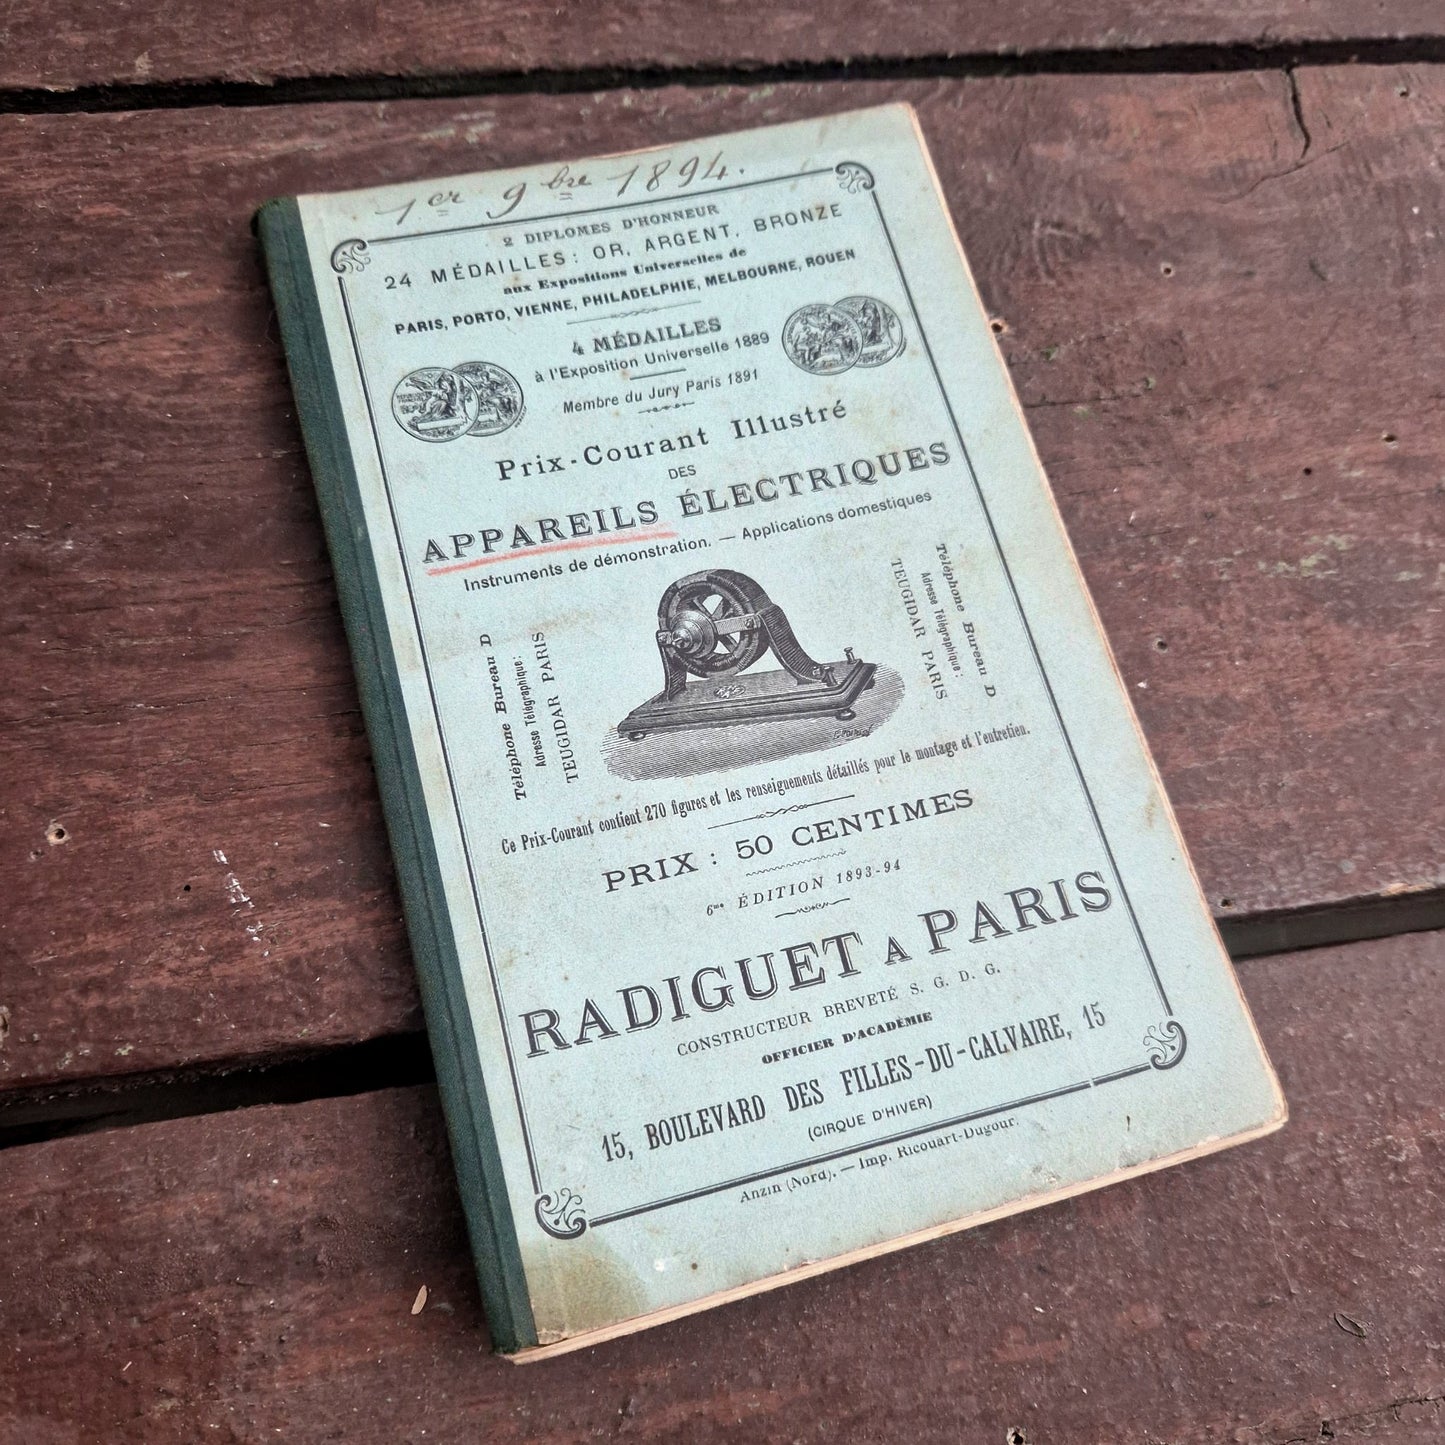 1er 9bre 1894.
2 DIPLOMES D'HONNEUR
24 MÉDAILLES: OR, ARGENT, BRONZE
aux Expositions Universelles de
PARIS, PORTO, VIENNE, PHILADELPHIE, MELBOURNE, ROUEN
4 MÉDAILLES
à l'Exposition Universelle 1889
Membre du Jury Paris 1891
Prix-Courant Illustré
DES
APPAREILS ÉLECTRIQUES
Instruments de démonstration. — Applications domestiques
Téléphone Bureau D
Adresse Télégraphique:
TEUGIDAR PARIS
Téléphone Bureau D
Adresse Télégraphique:
TEUGIDAR PARIS
Ce Prix-Courant contient 270 figures et les renseignements détaillés pour le montage et l'entretien.
PRIX : 50 CENTIMES
6me ÉDITION 1893-94
RADIGUET A PARIS
CONSTRUCTEUR BREVETÉ S. G. D. G.
OFFICIER D'ACADÉMIE
15, BOULEVARD DES FILLES-DU-CALVAIRE, 15
(CIRQUE D'HIVER)
Anzin (Nord). — Imp. Ricouart-Dugour.